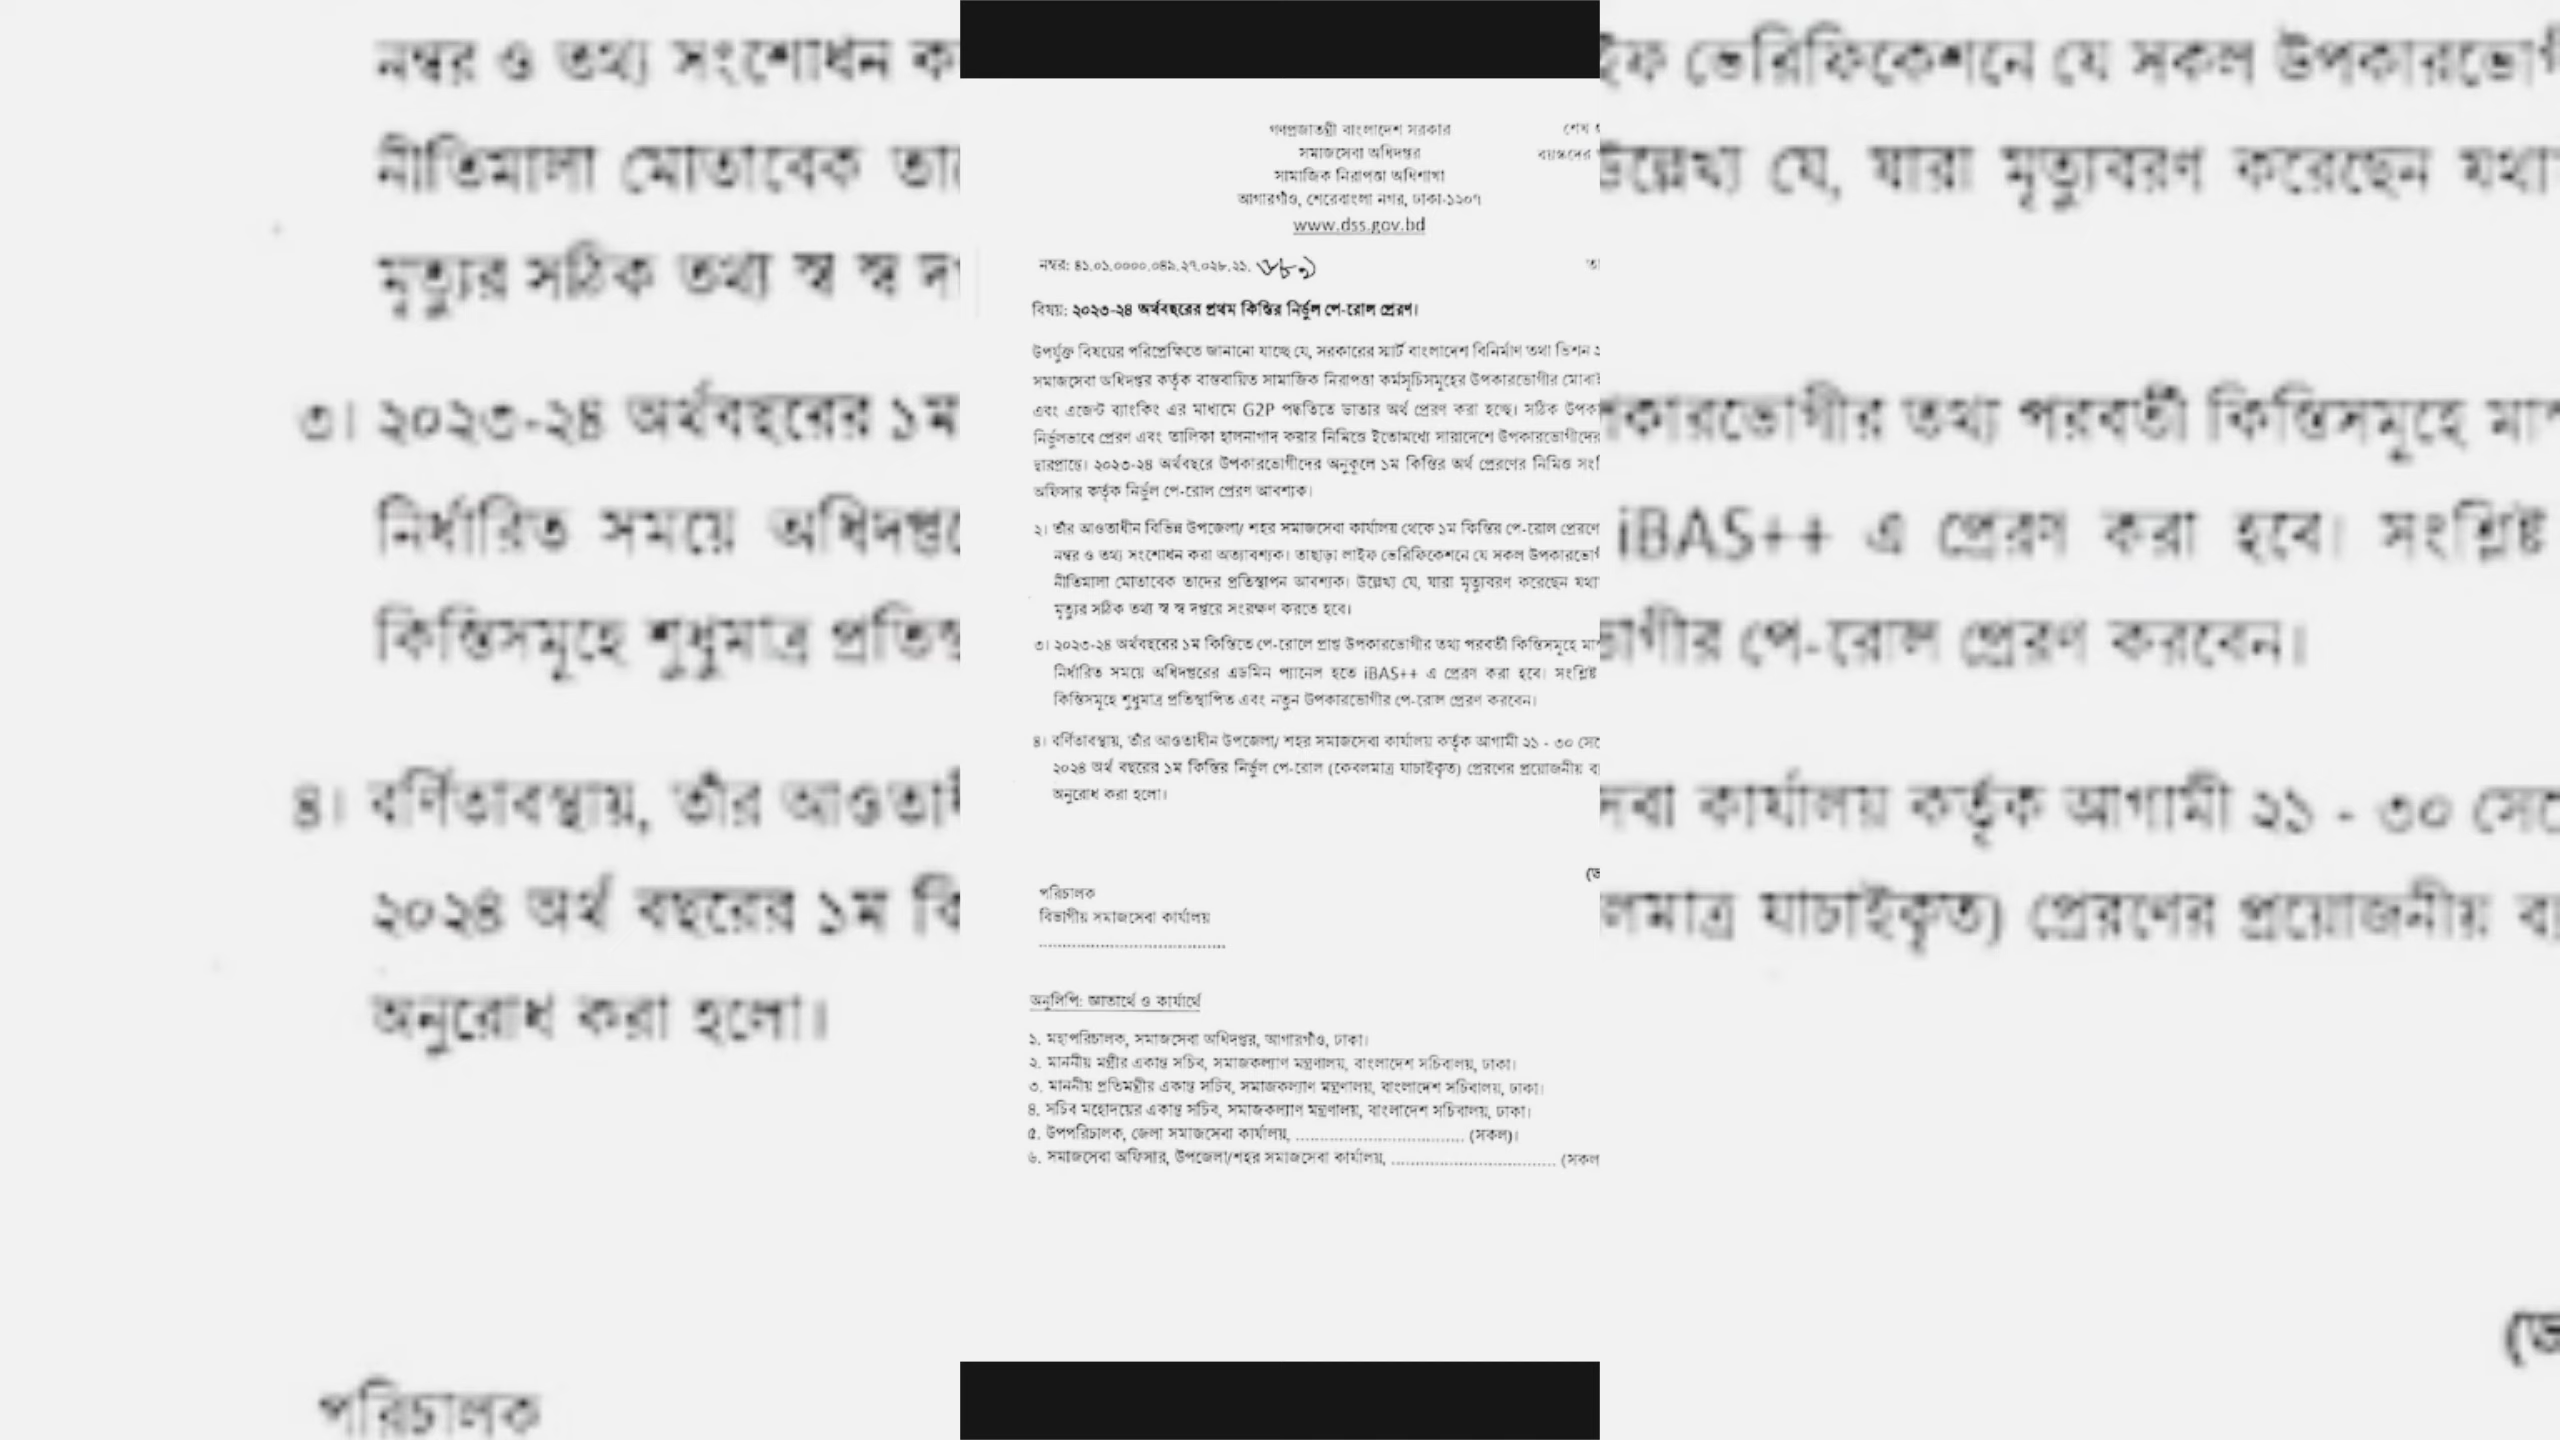 গণপ্রজাতন্ত্রী বাংলাদেশ সরকার
শেখ
সমাজসেবা অধিদপ্তর
বয়স্কদের
সামাজিক নিরাপত্তা অধিশাখা
আগারগাঁও, শেরেবাংলা নগর, ঢাকা-১২০৭
www.dss.gov.bd
নম্বর: ৪১.০১.০০০০.০৪৯.২৭.০২৮.২১.
বিষয়: ২০২৩-২৪ অর্থবছরের প্রথম কিস্তির নির্ভুল পে-রোল প্রেরণ।
উপর্যুক্ত বিষয়ের পরিপ্রেক্ষিতে জানানো যাচ্ছে যে, সরকারের স্মার্ট বাংলাদেশ বিনির্মাণ তথা ভিশন
সমাজসেবা অধিদপ্তর কর্তৃক বাস্তবায়িত সামাজিক নিরাপত্তা কর্মসূচিসমূহের উপকারভোগীর মোবাই
এবং এজেন্ট ব্যাংকিং এর মাধ্যমে G2P পদ্ধতিতে ভাতার অর্থ প্রেরণ করা হচ্ছে। সঠিক উপকা
নির্ভুলভাবে প্রেরণ এবং তালিকা হালনাগাদ করার নিমিত্তে ইতোমধ্যে সারাদেশে উপকারভোগীদের
দ্বারপ্রান্তে। ২০২৩-২৪ অর্থবছরে উপকারভোগীদের অনুকূলে ১ম কিস্তির অর্থ প্রেরণের নিমিত্ত সংশ্লি
অফিসার কর্তৃক নির্ভুল পে-রোল প্রেরণ আবশ্যক।
২। তাঁর আওতাধীন বিভিন্ন উপজেলা/ শহর সমাজসেবা কার্যালয় থেকে ১ম কিস্তির পে-রোল প্রেরণে
নম্বর ও তথ্য সংশোধন করা অত্যাবশ্যক। তাছাড়া লাইফ ভেরিফিকেশনে যে সকল উপকারভোগী
নীতিমালা মোতাবেক তাদের প্রতিস্থাপন আবশ্যক। উল্লেখ্য যে, যারা মৃত্যুবরণ করেছেন যথা
মৃত্যুর সঠিক তথ্য স্ব স্ব দপ্তরে সংরক্ষণ করতে হবে।
৩। ২০২৩-২৪ অর্থবছরের ১ম কিস্তিতে পে-রোলে প্রাপ্ত উপকারভোগীর তথ্য পরবর্তী কিস্তিসমূহে মা
নির্ধারিত সময়ে অধিদপ্তরের এডমিন প্যানেল হতে iBAS++ এ প্রেরণ করা হবে। সংশ্লিষ্ট
কিস্তিসমূহে শুধুমাত্র প্রতিস্থাপিত এবং নতুন উপকারভোগীর পে-রোল প্রেরণ করবেন।
৪। বর্ণিতাবস্থায়, তাঁর আওতাধীন উপজেলা/ শহর সমাজসেবা কার্যালয় কর্তৃক আগামী ২১ - ৩০ সে
২০২৪ অর্থ বছরের ১ম কিস্তির নির্ভুল পে-রোল (কেবলমাত্র যাচাইকৃত) প্রেরণের প্রয়োজনীয় ব্য
অনুরোধ করা হলো।
পরিচালক
বিভাগীয় সমাজসেবা কার্যালয়
.......................................
অনুলিপি: জ্ঞাতার্থে ও কার্যার্থে
১. মহাপরিচালক, সমাজসেবা অধিদপ্তর, আগারগাঁও, ঢাকা।
২. মাননীয় মন্ত্রীর একান্ত সচিব, সমাজকল্যাণ মন্ত্রণালয়, বাংলাদেশ সচিবালয়, ঢাকা।
৩. মাননীয় প্রতিমন্ত্রীর একান্ত সচিব, সমাজকল্যাণ মন্ত্রণালয়, বাংলাদেশ সচিবালয়, ঢাকা।
৪. সচিব মহোদয়ের একান্ত সচিব, সমাজকল্যাণ মন্ত্রণালয়, বাংলাদেশ সচিবালয়, ঢাকা।
৫. উপপরিচালক, জেলা সমাজসেবা কার্যালয়, ................................... (সকল)।
৬. সমাজসেবা অফিসার, উপজেলা/শহর সমাজসেবা কার্যালয়, .................................. (সকল